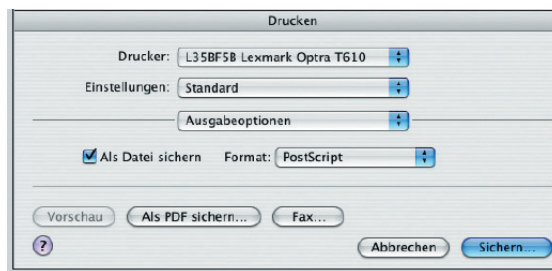 Drucken
Drucker: L35BF5B Lexmark Optra T610
Einstellungen: Standard
Ausgabeoptionen
Als Datei sichern Format: PostScript
Vorschau Als PDF sichern... Fax...
? Abbrechen Sichern...